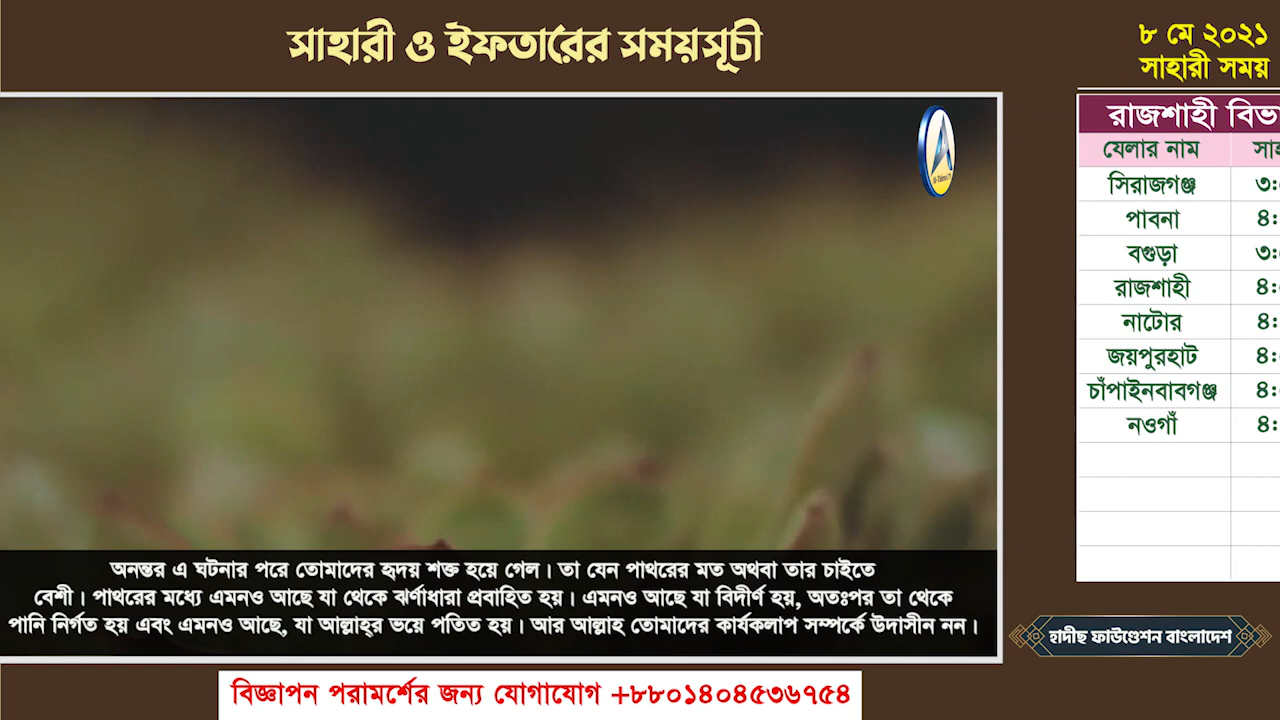 সাহারী ও ইফতারের সময়সূচী
৮ মে ২০২১
সাহারী সময়
রাজশাহী
যেলার নাম
সিরাজগঞ্জ
পাবনা
বগুড়া
রাজশাহী
নাটোর
জয়পুরহাট
চাঁপাইনবাবগঞ্জ
নওগাঁ
অনন্তর এ ঘটনার পরে তোমাদের হৃদয় শক্ত হয়ে গেল। তা যেন পাথরের মত অথবা তার চাইতে
বেশী। পাথরের মধ্যে এমনও আছে যা থেকে ঝর্ণাধারা প্রবাহিত হয়। এমনও আছে যা বিদীর্ণ হয়, অতঃপর তা থেকে
পানি নির্গত হয় এবং এমনও আছে, যা আল্লাহ্‌র ভয়ে পতিত হয়। আর আল্লাহ তোমাদের কার্যকলাপ সম্পর্কে উদাসীন নন।
হাদীছ ফাউণ্ডেশন বাংলাদেশ
বিজ্ঞাপন পরামর্শের জন্য যোগাযোগ +৮৮০১৪০৪৫৩৬৭৫৪